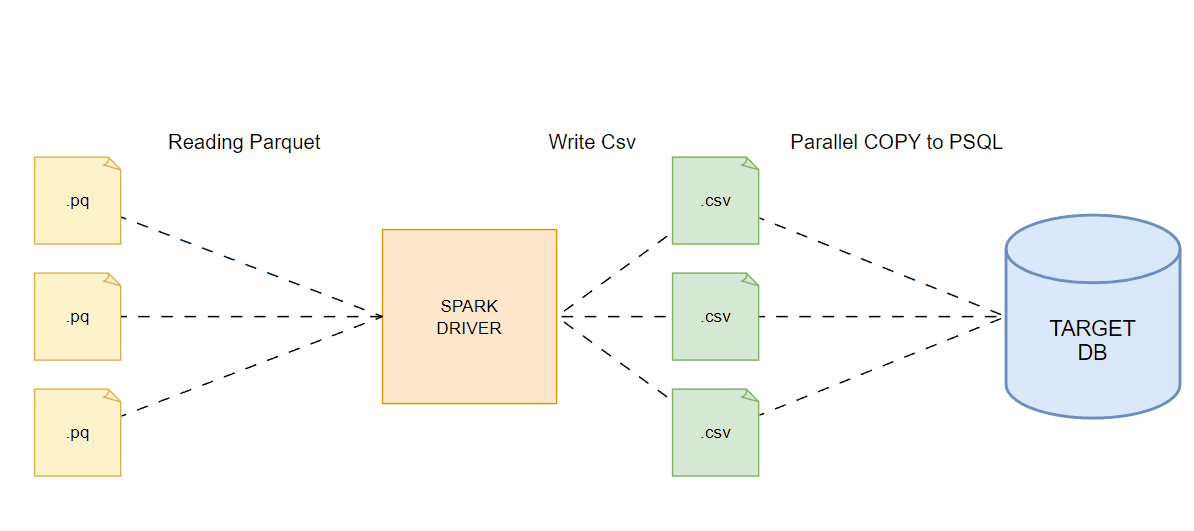 Reading Parquet
Write Csv
Parallel COPY to PSQL
.pq
.csv
.pq
SPARK
DRIVER
.csv
TARGET
DB
.pq
.csv